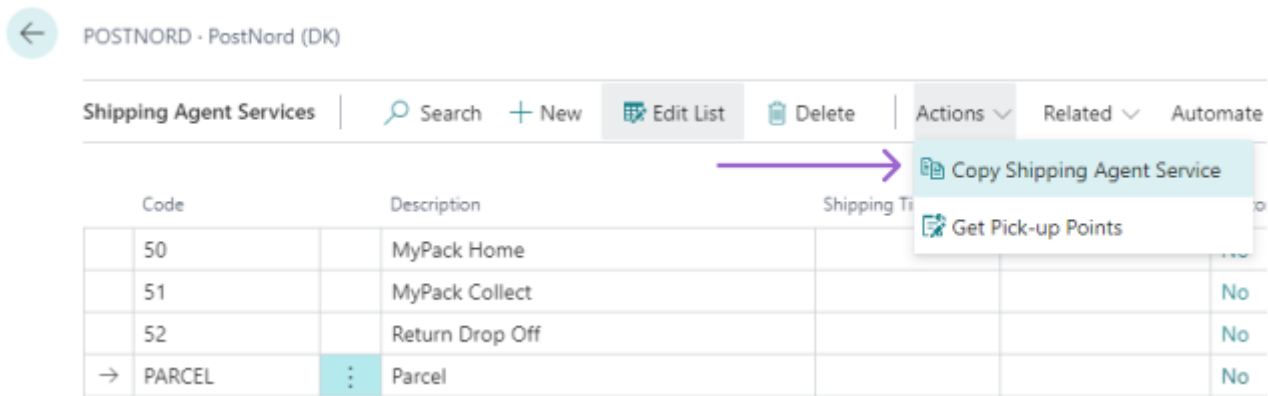 POSTNORD · PostNord (DK)
Shipping Agent Services Search New Edit List Delete Actions Related Automate
Copy Shipping Agent Service
Code Description Shipping
Get Pick-up Points
50 MyPack Home
51 MyPack Collect No
52 Return Drop Off No
PARCEL Parcel No